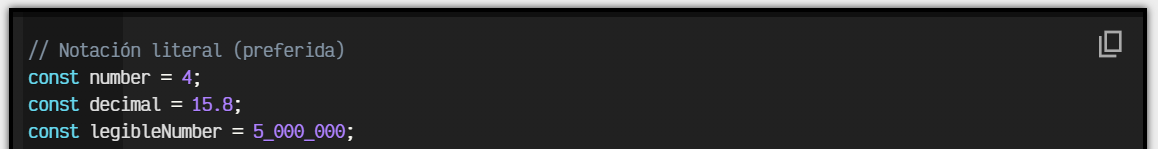 // Notación literal (preferida)
const number = 4;
const decimal = 15.8;
const legibleNumber = 5_000_000;